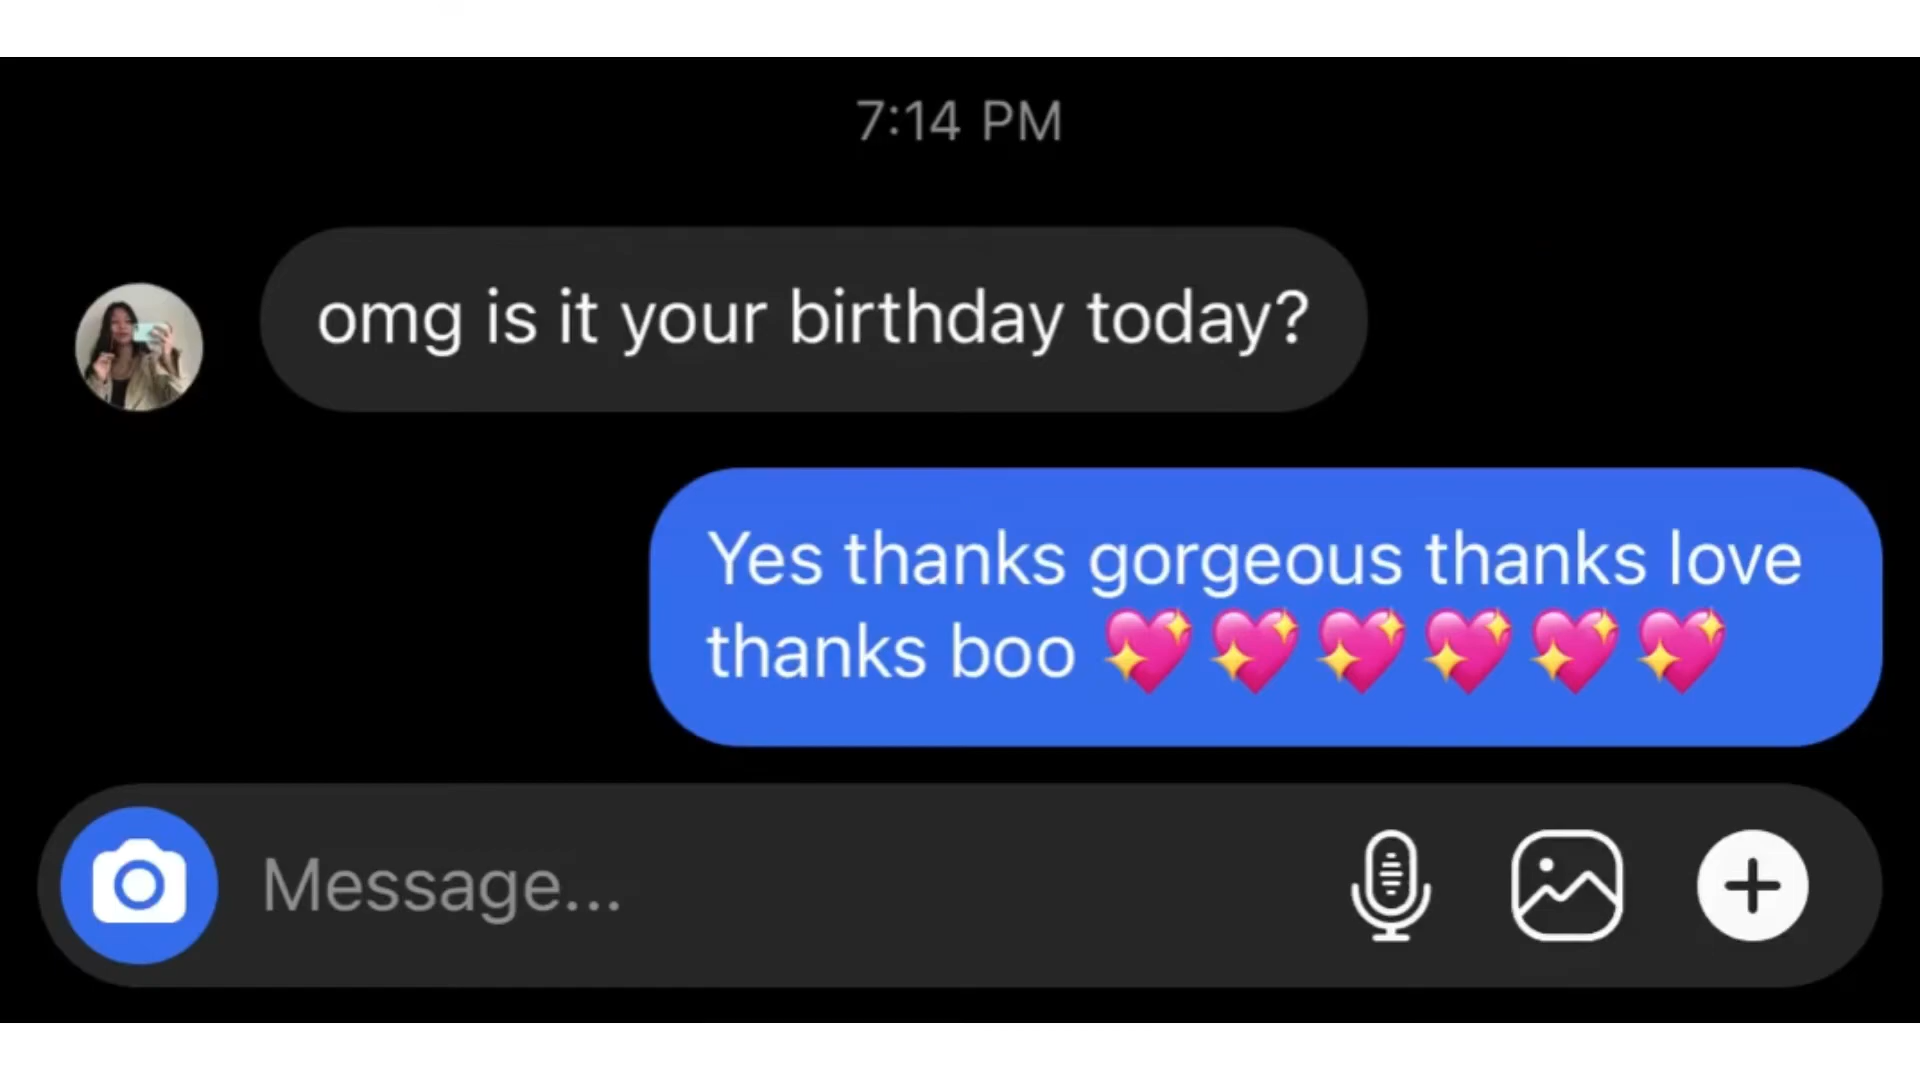 7:14 PM
omg is it your birthday today?
Yes thanks gorgeous thanks love
thanks boo 💖💖💖💖💖💖
Message...